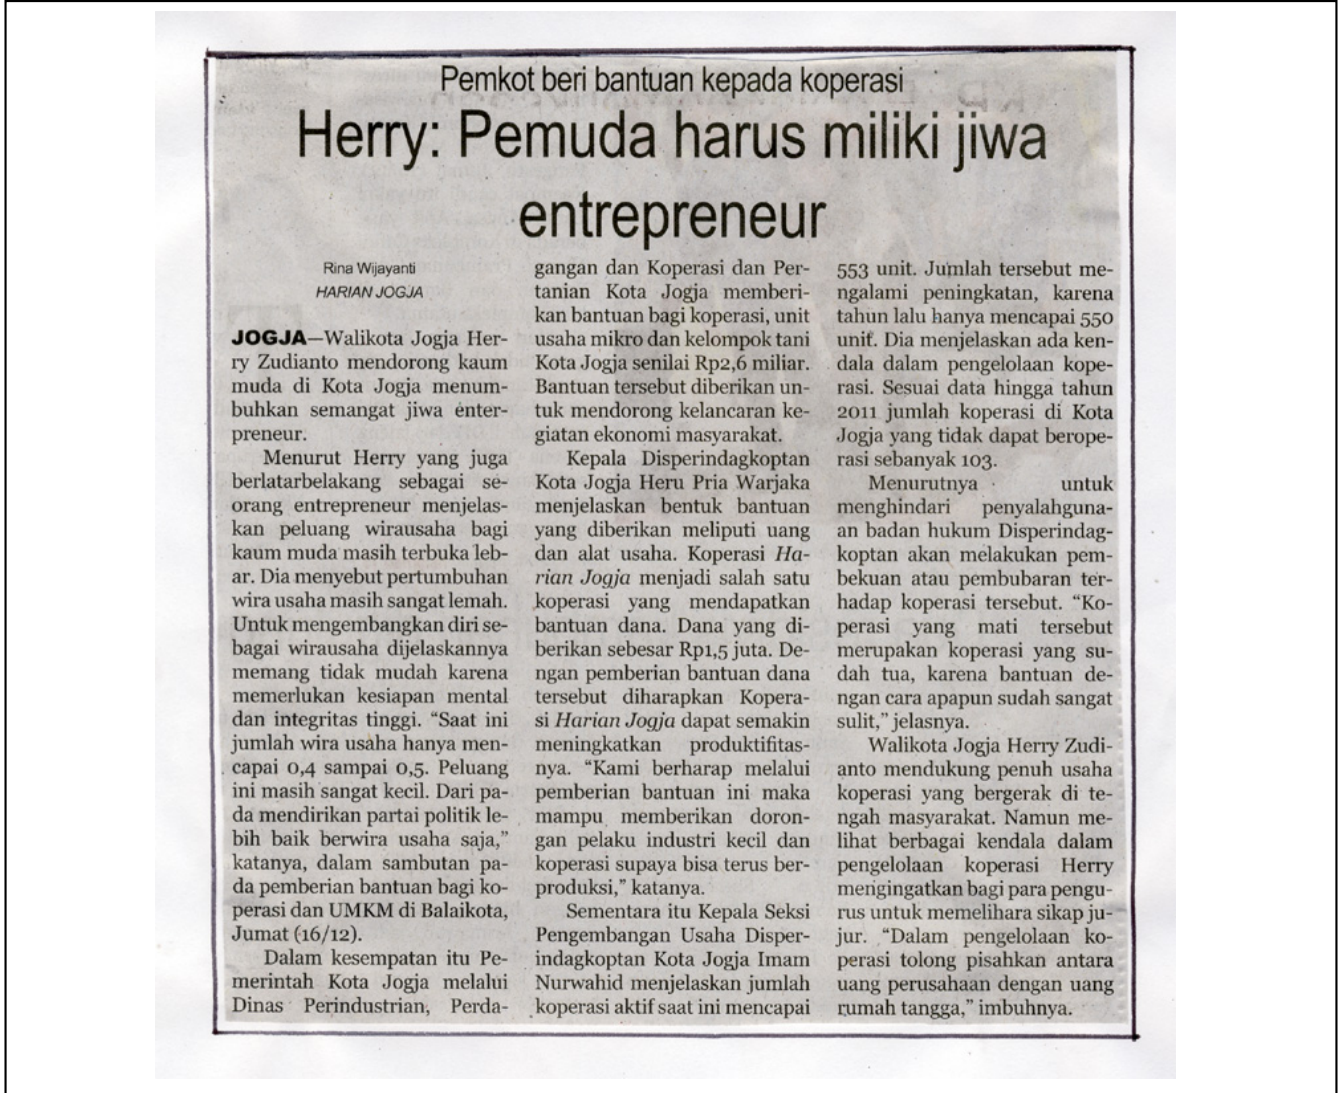 Pemkot beri bantuan kepada koperasi
Herry: Pemuda harus miliki jiwa
entrepreneur
Rina Wijayanti
HARIAN JOGJA
JOGJA—Walikota Jogja Her-
ry Zudianto mendorong kaum
muda di Kota Jogja menum-
buhkan semangat jiwa enter-
preneur.
Menurut Herry yang juga
berlatarbelakang sebagai se-
orang entrepreneur menjelas-
kan peluang wirausaha bagi
kaum muda masih terbuka leb-
ar. Dia menyebut pertumbuhan
wira usaha masih sangat lemah.
Untuk mengembangkan diri se-
bagai wirausaha dijelaskannya
memang tidak mudah karena
memerlukan kesiapan mental
dan integritas tinggi. “Saat ini
jumlah wira usaha hanya men-
capai 0,4 sampai 0,5. Peluang
ini masih sangat kecil. Dari pa-
da mendirikan partai politik le-
bih baik berwira usaha saja,”
katanya, dalam sambutan pa-
da pemberian bantuan bagi ko-
perasi dan UMKM di Balaikota,
Jumat (16/12).
Dalam kesempatan itu Pe-
merintah Kota Jogja melalui
Dinas Perindustrian, Perda-
gangan dan Koperasi dan Per-
tanian Kota Jogja memberi-
kan bantuan bagi koperasi, unit
usaha mikro dan kelompok tani
Kota Jogja senilai Rp2,6 miliar.
Bantuan tersebut diberikan un-
tuk mendorong kelancaran ke-
giatan ekonomi masyarakat.
Kepala Disperindagkoptan
Kota Jogja Heru Pria Warjaka
menjelaskan bentuk bantuan
yang diberikan meliputi uang
dan alat usaha. Koperasi Ha-
rian Jogja menjadi salah satu
koperasi yang mendapatkan
bantuan dana. Dana yang di-
berikan sebesar Rp1,5 juta. De-
ngan pemberian bantuan dana
tersebut diharapkan Kopera-
si Harian Jogja dapat semakin
meningkatkan produktifitas-
nya. “Kami berharap melalui
pemberian bantuan ini maka
mampu memberikan doron-
gan pelaku industri kecil dan
koperasi supaya bisa terus ber-
produksi,” katanya.
Sementara itu Kepala Seksi
Pengembangan Usaha Disper-
indagkoptan Kota Jogja Imam
Nurwahid menjelaskan jumlah
koperasi aktif saat ini mencapai
553 unit. Jumlah tersebut me-
ngalami peningkatan, karena
tahun lalu hanya mencapai 550
unit. Dia menjelaskan ada ken-
dala dalam pengelolaan kope-
rasi. Sesuai data hingga tahun
2011 jumlah koperasi di Kota
Jogja yang tidak dapat berope-
rasi sebanyak 103.
Menurutnya untuk
menghindari penyalahguna-
an badan hukum Disperindag-
koptan akan melakukan pem-
bekuan atau pembubaran ter-
hadap koperasi tersebut. “Ko-
perasi yang mati tersebut
merupakan koperasi yang su-
dah tua, karena bantuan de-
ngan cara apapun sudah sangat
sulit,” jelasnya.
Walikota Jogja Herry Zudi-
anto mendukung penuh usaha
koperasi yang bergerak di te-
ngah masyarakat. Namun me-
lihat berbagai kendala dalam
pengelolaan koperasi Herry
mengingatkan bagi para pengu-
rus untuk memelihara sikap ju-
jur. “Dalam pengelolaan ko-
perasi tolong pisahkan antara
uang perusahaan dengan uang
rumah tangga,” imbuhnya.